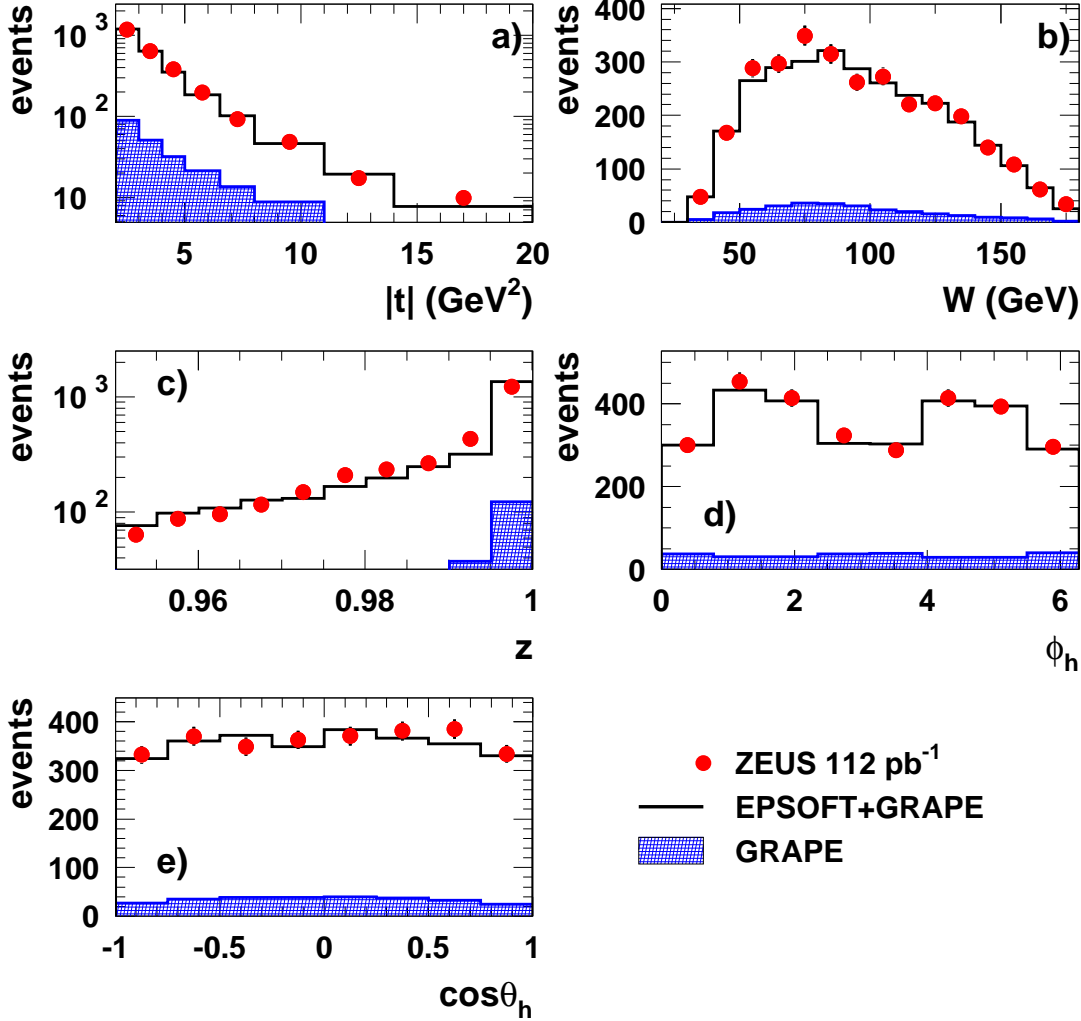 events
10³
10²
10
a)
5 10 15 20
|t| (GeV²)
events
400
300
200
100
0
b)
50 100 150
W (GeV)
events
10³
10²
c)
0.96 0.98 1
z
events
400
200
0
d)
0 2 4 6
ϕh
events
400
300
200
100
0
e)
-1 -0.5 0 0.5 1
cosθh
ZEUS 112 pb⁻¹
EPSOFT+GRAPE
GRAPE